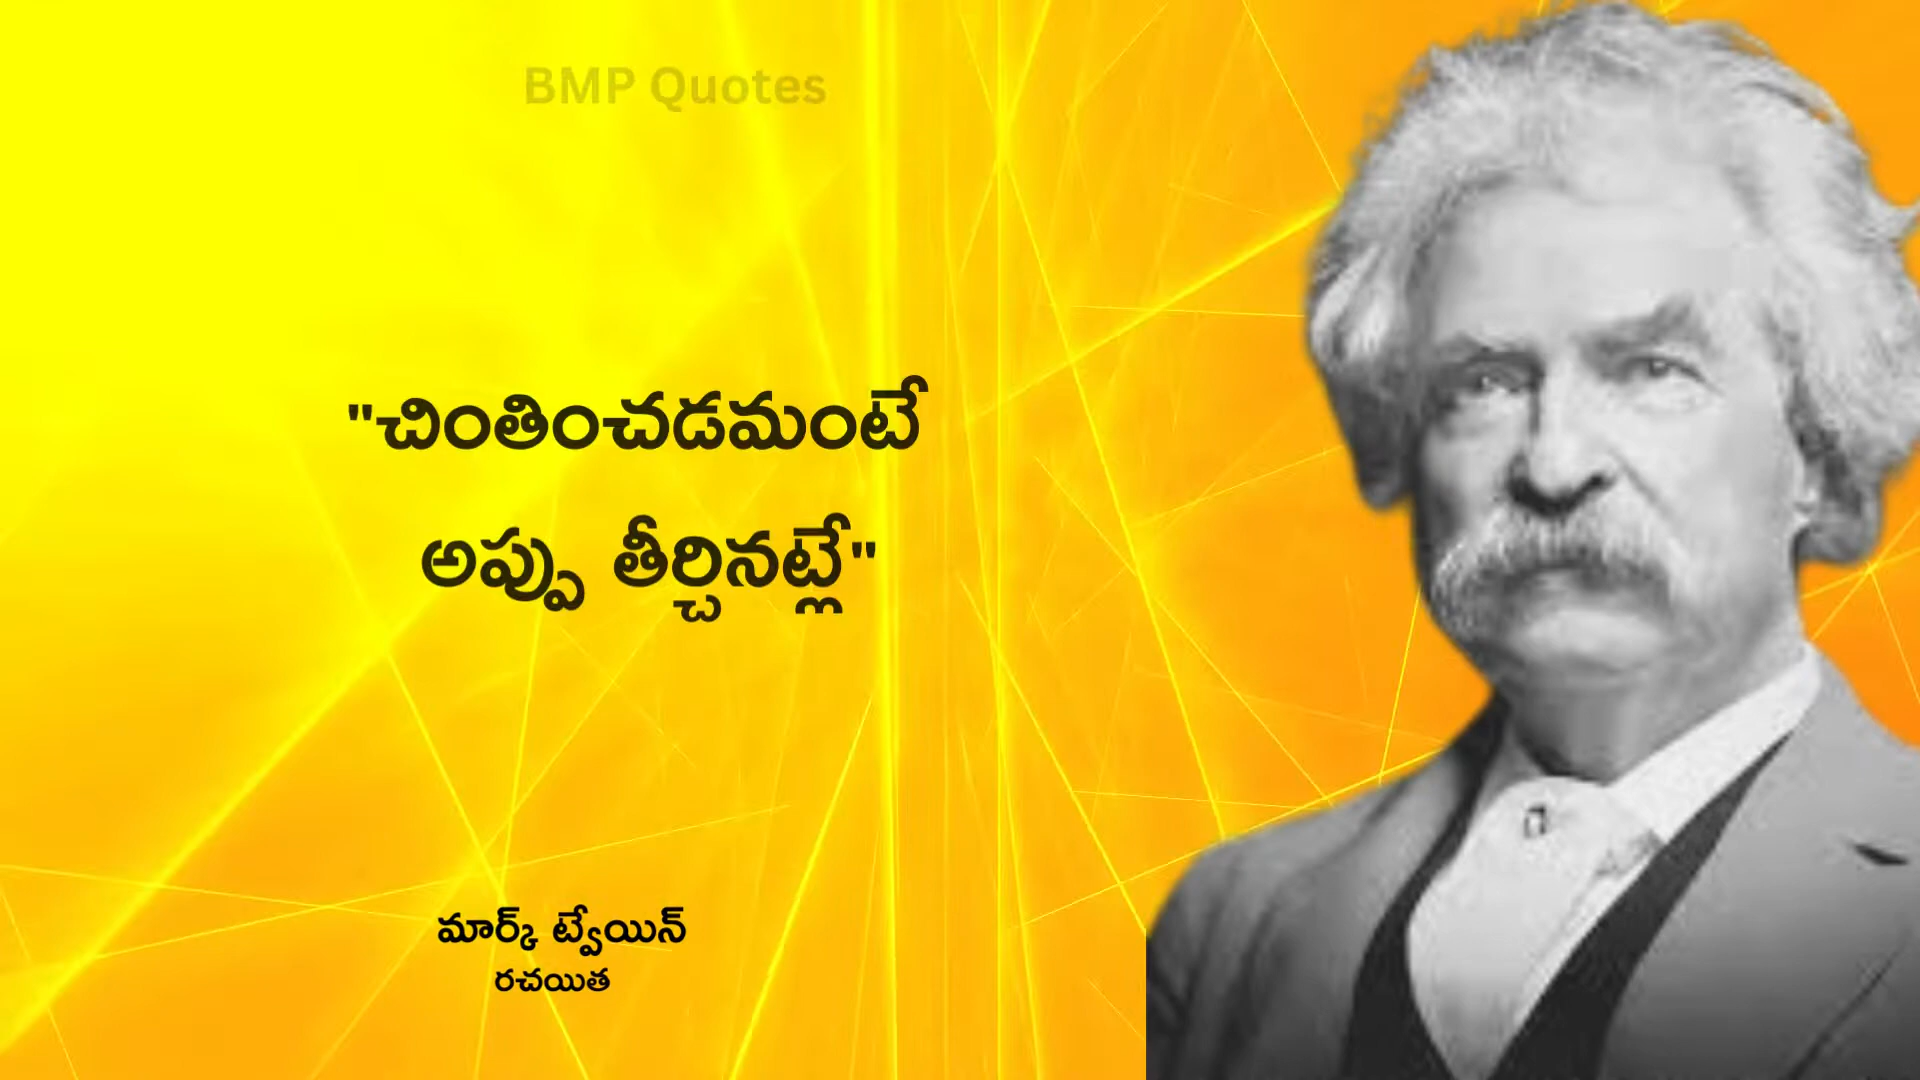 BMP Quotes
"చింతించడమంటే
అప్పు తీర్చినట్లే"
మార్క్ ట్వేయిన్
రచయిత